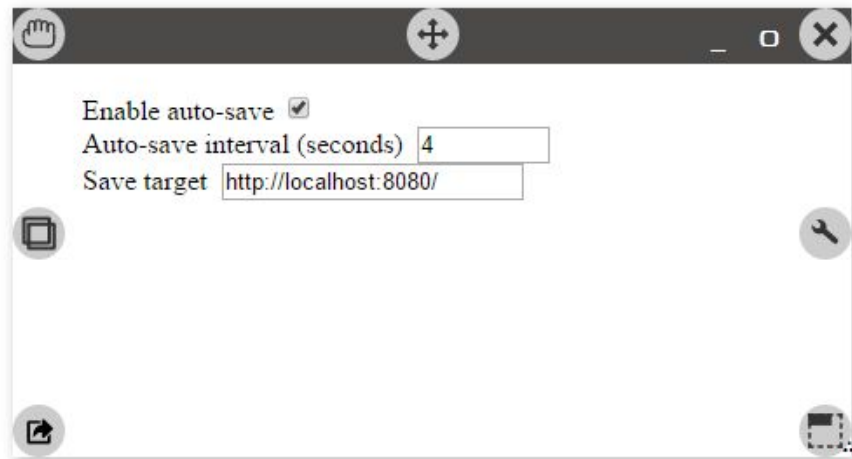 Enable auto-save
Auto-save interval (seconds) 4
Save target http://localhost:8080/